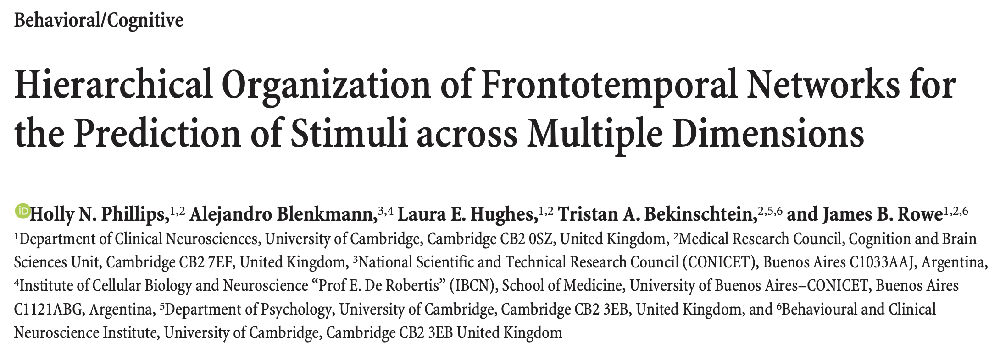 Behavioral/Cognitive
Hierarchical Organization of Frontotemporal Networks for
the Prediction of Stimuli across Multiple Dimensions
iD Holly N. Phillips,1,2 Alejandro Blenkmann,3,4 Laura E. Hughes,1,2 Tristan A. Bekinschtein,2,5,6 and James B. Rowe1,2,6
1Department of Clinical Neurosciences, University of Cambridge, Cambridge CB2 0SZ, United Kingdom, 2Medical Research Council, Cognition and Brain
Sciences Unit, Cambridge CB2 7EF, United Kingdom, 3National Scientific and Technical Research Council (CONICET), Buenos Aires C1033AAJ, Argentina,
4Institute of Cellular Biology and Neuroscience “Prof E. De Robertis” (IBCN), School of Medicine, University of Buenos Aires–CONICET, Buenos Aires
C1121ABG, Argentina, 5Department of Psychology, University of Cambridge, Cambridge CB2 3EB, United Kingdom, and 6Behavioural and Clinical
Neuroscience Institute, University of Cambridge, Cambridge CB2 3EB United Kingdom